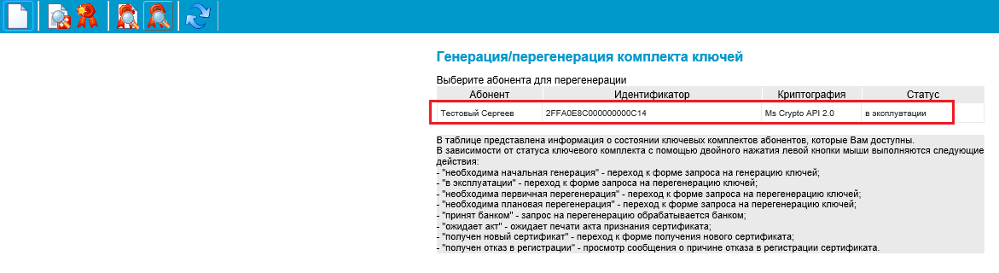 Генерация/перегенерация комплекта ключей
Выберите абонента для перегенерации
Абонент Идентификатор Криптография Статус
Тестовый Сергеев 2FFA0E8C000000000C14 Ms Crypto API 2.0 в эксплуатации
В таблице представлена информация о состоянии ключевых комплектов абонентов, которые Вам доступны.
В зависимости от статуса ключевого комплекта с помощью двойного нажатия левой кнопки мыши выполняются следующие
действия:
- "необходима начальная генерация" - переход к форме запроса на генерацию ключей;
- "в эксплуатации" - переход к форме запроса на перегенерацию ключей;
- "необходима первичная перегенерация" - переход к форме запроса на перегенерацию ключей;
- "необходима плановая перегенерация" - переход к форме запроса на перегенерацию ключей;
- "принят банком" - запрос на перегенерацию обрабатывается банком;
- "ожидает акт" - ожидает печати акта признания сертификата;
- "получен новый сертификат" - переход к форме получения нового сертификата;
- "получен отказ в регистрации" - просмотр сообщения о причине отказа в регистрации сертификата.